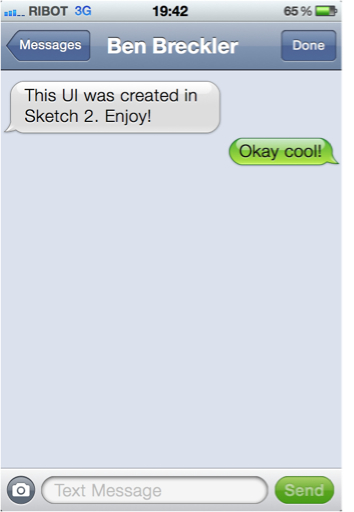 RIBOT 3G 19:42 65%
Messages Ben Breckler Done
This UI was created in
Sketch 2. Enjoy!
Okay cool!
Text Message Send